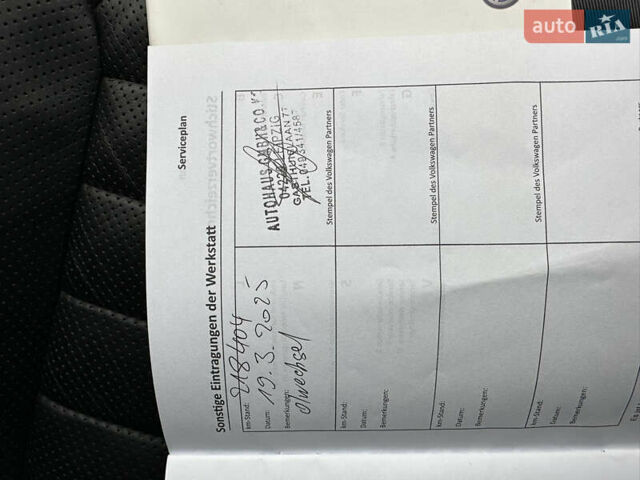 auto RIA.com
Serviceplan
Sonstige Eintragungen der Werkstatt
km-Stand: 218404
Datum: 19.3.2025
Bemerkungen:
Ölwechsel
AUTOHAUS
TEL.
Stempel des Volkswagen Partners
km-Stand:
Datum:
Bemerkungen:
Stempel des Volkswagen Partners
km-Stand:
Datum:
Bemerkungen:
Stempel des Volkswagen Partners
km-Stand:
Datum:
Bemerkungen: